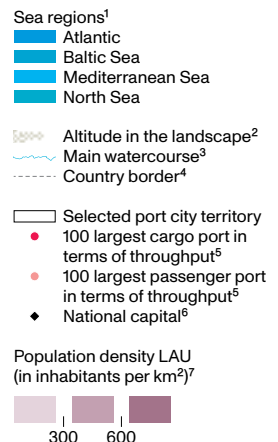 Sea regions¹
Atlantic
Baltic Sea
Mediterranean Sea
North Sea
Altitude in the landscape²
Main watercourse³
Country border⁴
Selected port city territory
100 largest cargo port in
terms of throughput⁵
100 largest passenger port
in terms of throughput⁵
National capital⁶
Population density LAU
(in inhabitants per km²)⁷
300 600